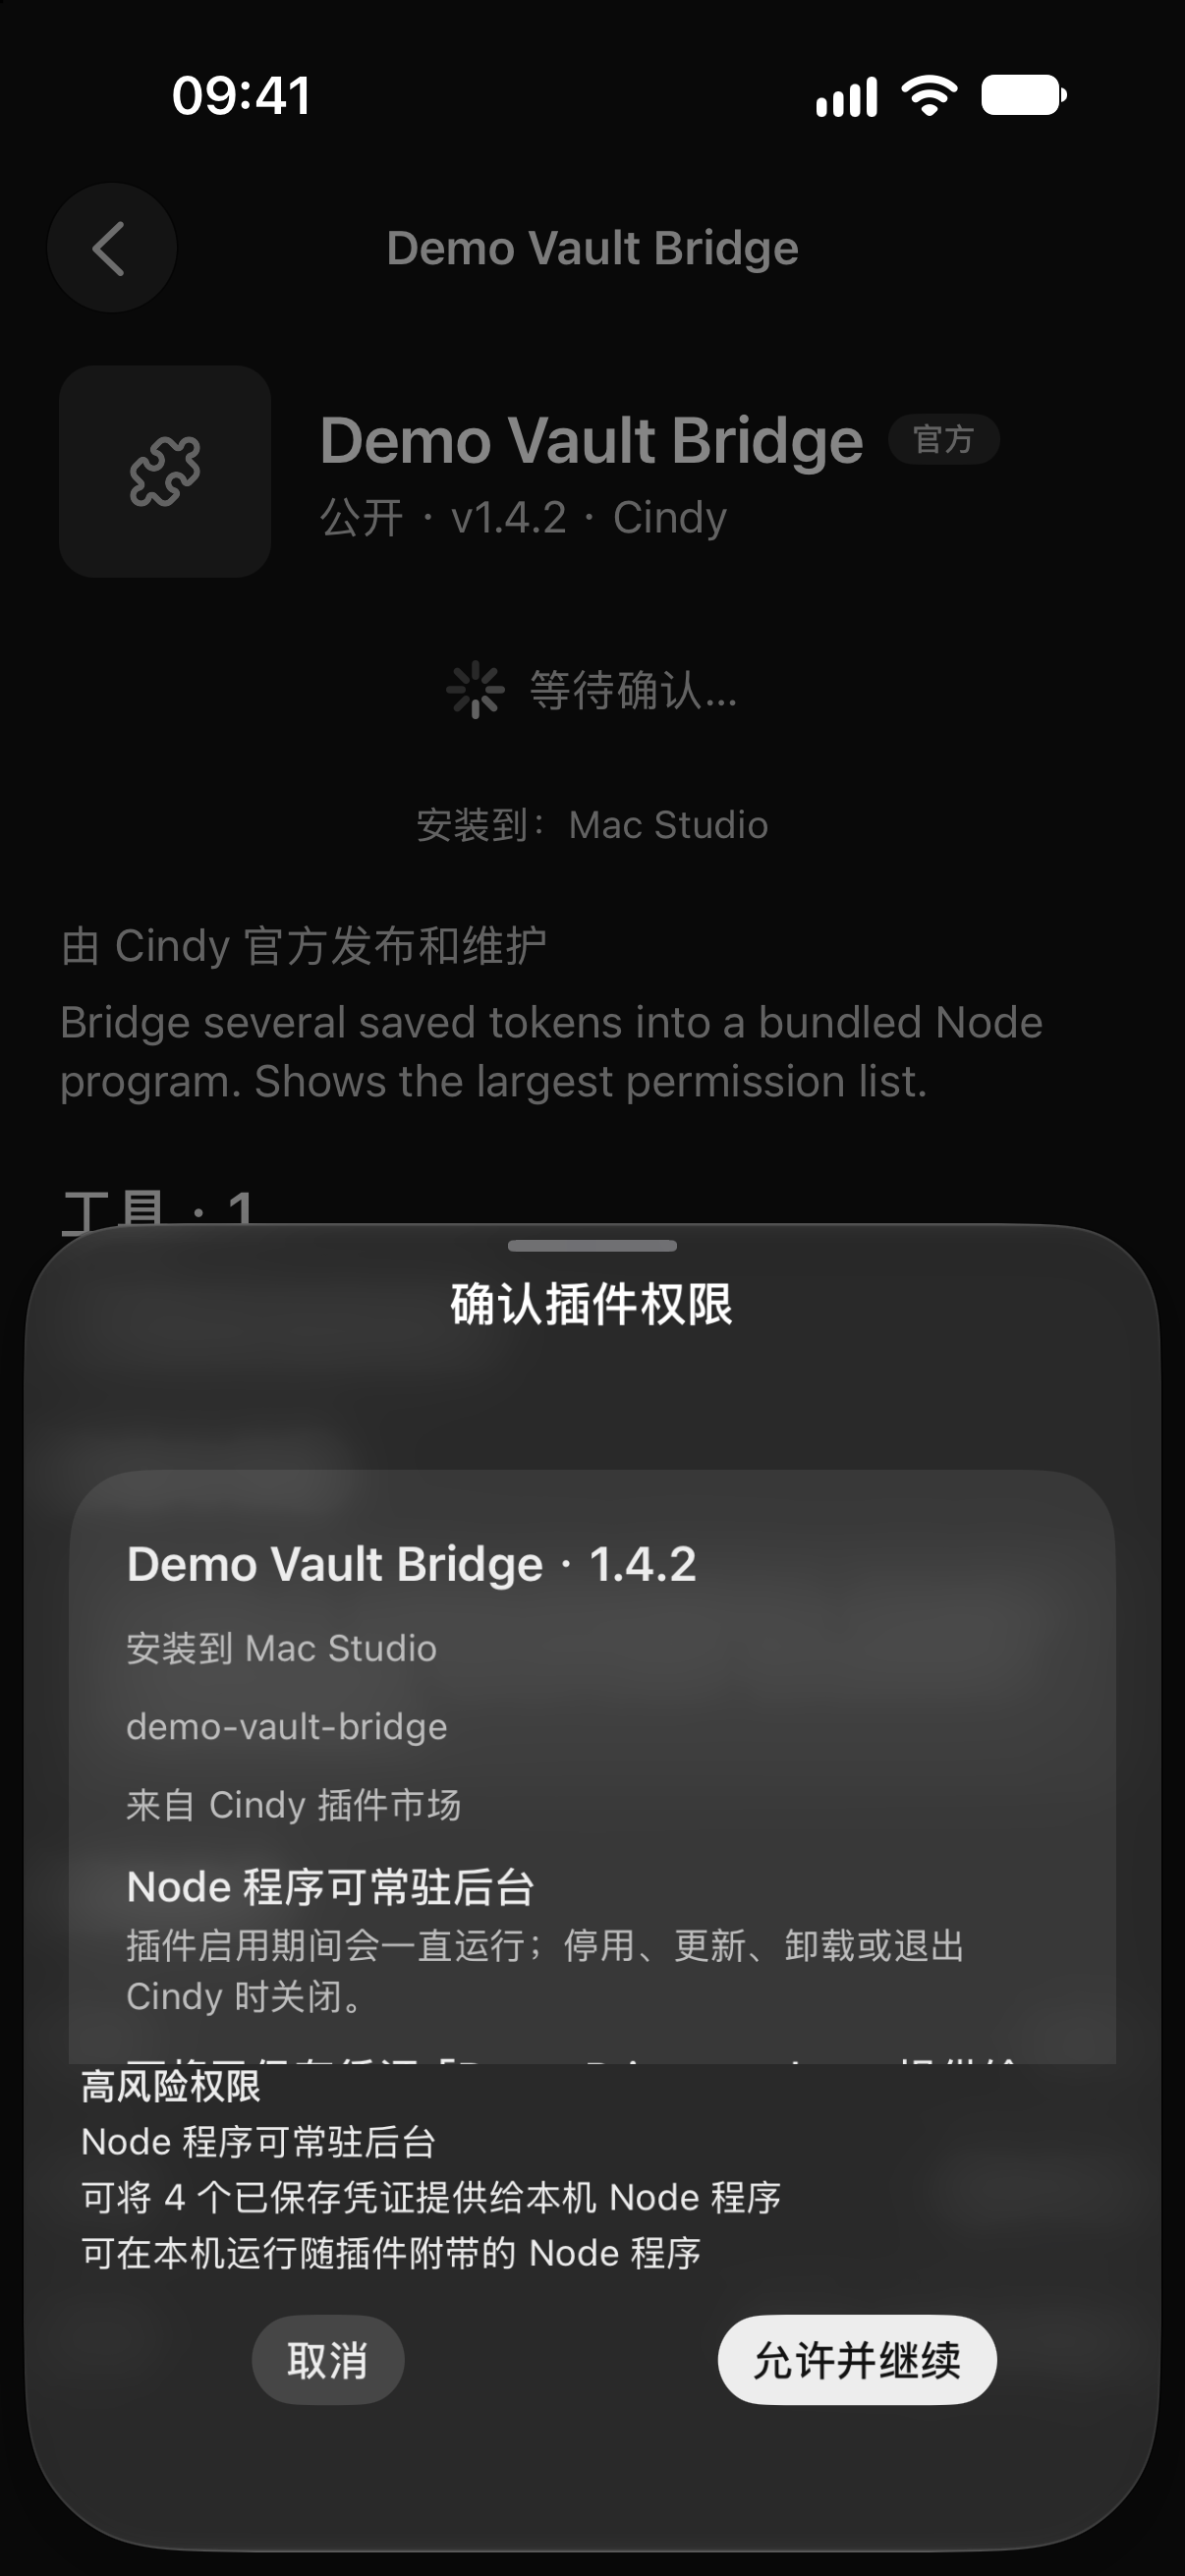 09:41
Demo Vault Bridge
Demo Vault Bridge 官方
公开 · v1.4.2 · Cindy
等待确认...
安装到：Mac Studio
由 Cindy 官方发布和维护
Bridge several saved tokens into a bundled Node
program. Shows the largest permission list.
工具 · 1
确认插件权限
Demo Vault Bridge · 1.4.2
安装到 Mac Studio
demo-vault-bridge
来自 Cindy 插件市场
Node 程序可常驻后台
插件启用期间会一直运行；停用、更新、卸载或退出
Cindy 时关闭。
高风险权限
Node 程序可常驻后台
可将 4 个已保存凭证提供给本机 Node 程序
可在本机运行随插件附带的 Node 程序
取消
允许并继续